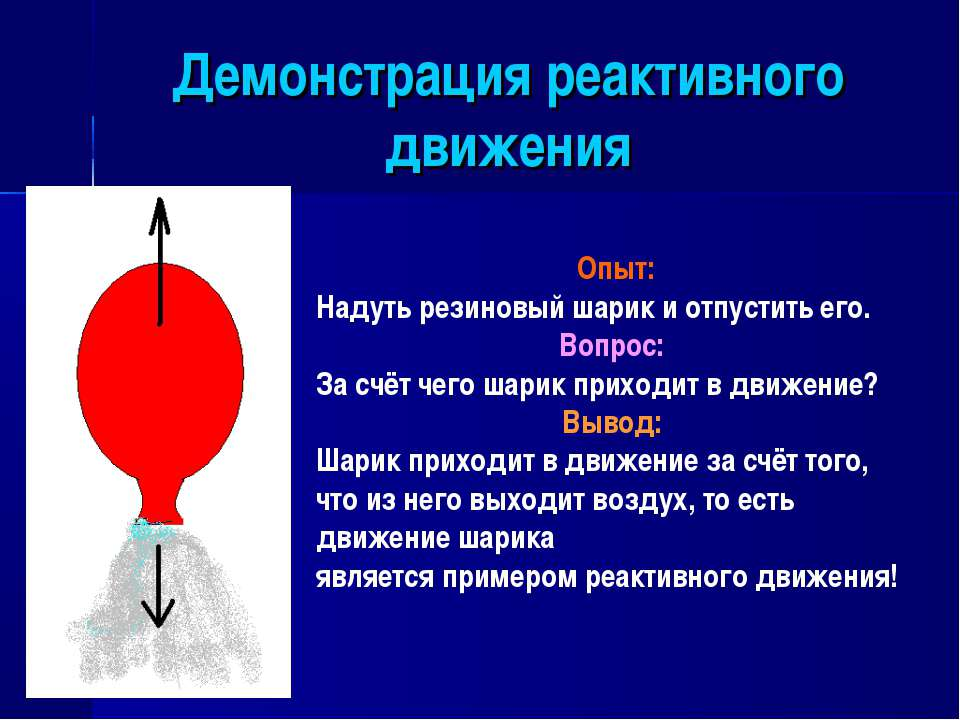 Демонстрация реактивного
движения
Опыт:
Надуть резиновый шарик и отпустить его.
Вопрос:
За счёт чего шарик приходит в движение?
Вывод:
Шарик приходит в движение за счёт того,
что из него выходит воздух, то есть
движение шарика
является примером реактивного движения!